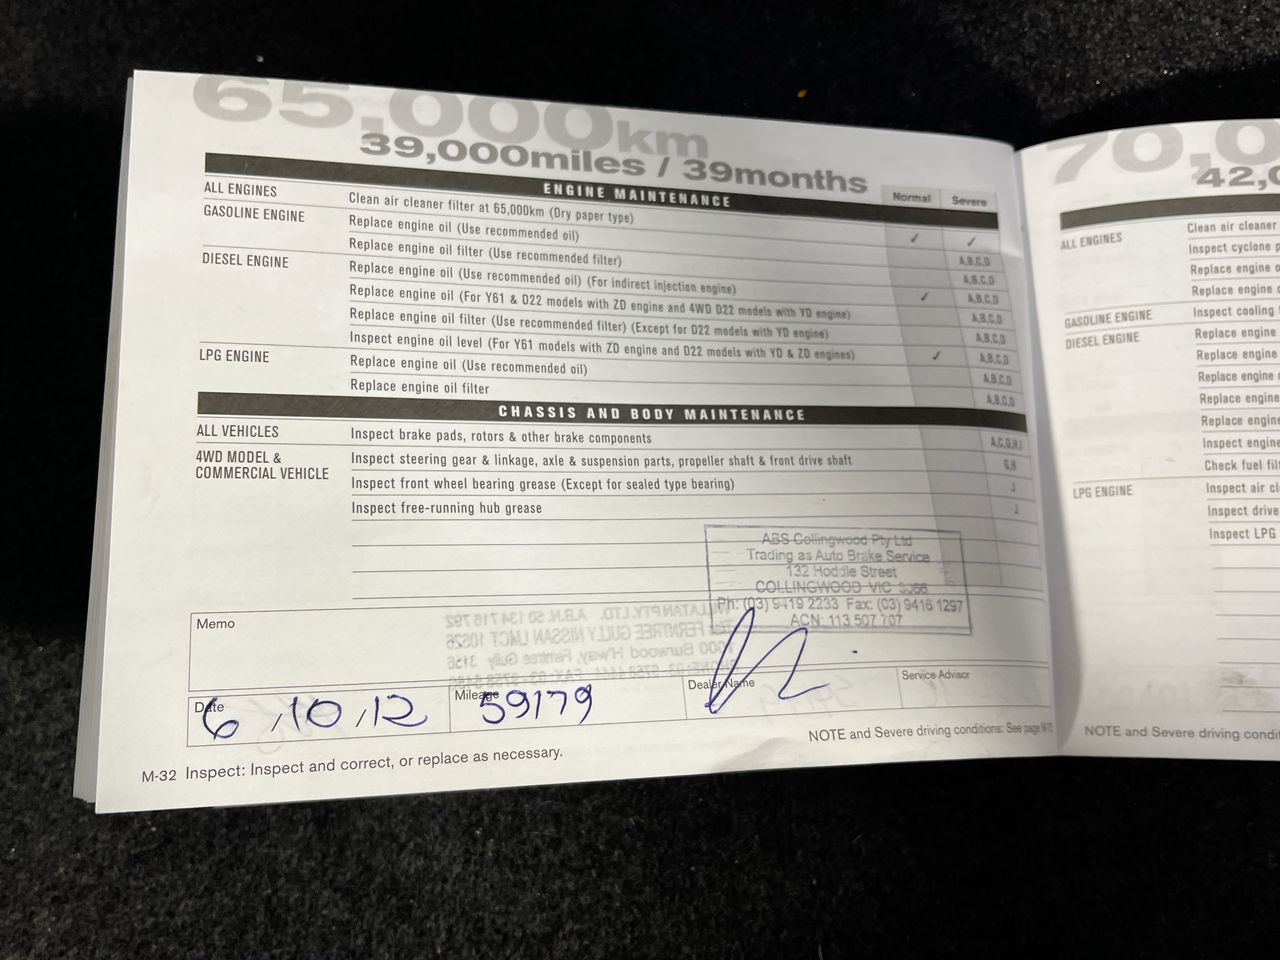 65,000km
39,000miles / 39months
ENGINE MAINTENANCE
Normal
Severe
ALL ENGINES
Clean air cleaner filter at 65,000km (Dry paper type)
✓ ✓
GASOLINE ENGINE
Replace engine oil (Use recommended oil)
A,B,C,D
Replace engine oil filter (Use recommended filter)
A,B,C,D
DIESEL ENGINE
Replace engine oil (Use recommended oil) (For indirect injection engine)
✓ A,B,C,D
Replace engine oil (For Y61 & D22 models with ZD engine and 4WD D22 models with YD engine)
A,B,C,D
Replace engine oil filter (Use recommended filter) (Except for D22 models with YD engine)
A,B,C,D
Inspect engine oil level (For Y61 models with ZD engine and D22 models with YD & ZD engines)
✓ A,B,C,D
LPG ENGINE
Replace engine oil (Use recommended oil)
A,B,C,D
Replace engine oil filter
A,B,C,D
CHASSIS AND BODY MAINTENANCE
ALL VEHICLES
Inspect brake pads, rotors & other brake components
A,C,G,H,I
4WD MODEL &
COMMERCIAL VEHICLE
Inspect steering gear & linkage, axle & suspension parts, propeller shaft & front drive shaft
G,H
Inspect front wheel bearing grease (Except for sealed type bearing)
J
Inspect free-running hub grease
J
ABS Collingwood Pty Ltd
Trading as Auto Brake Service
132 Hoddle Street
COLLINGWOOD VIC 3066
Ph: (03) 9419 2233 Fax: (03) 9416 1297
ACN: 113 507 707
Memo
Date
6 /10/12
Mileage
59179
Dealer Name
Service Advisor
NOTE and Severe driving conditions: See page
M-32 Inspect: Inspect and correct, or replace as necessary.
70,0
42,0
ALL ENGINES
Clean air cleaner
Inspect cyclone p
Replace engine o
Replace engine
GASOLINE ENGINE
Inspect cooling
DIESEL ENGINE
Replace engine
Replace engine
Replace engine
Replace engine
Replace engine
Inspect engine
Check fuel filt
LPG ENGINE
Inspect air cl
Inspect drive
Inspect LPG
NOTE and Severe driving condit